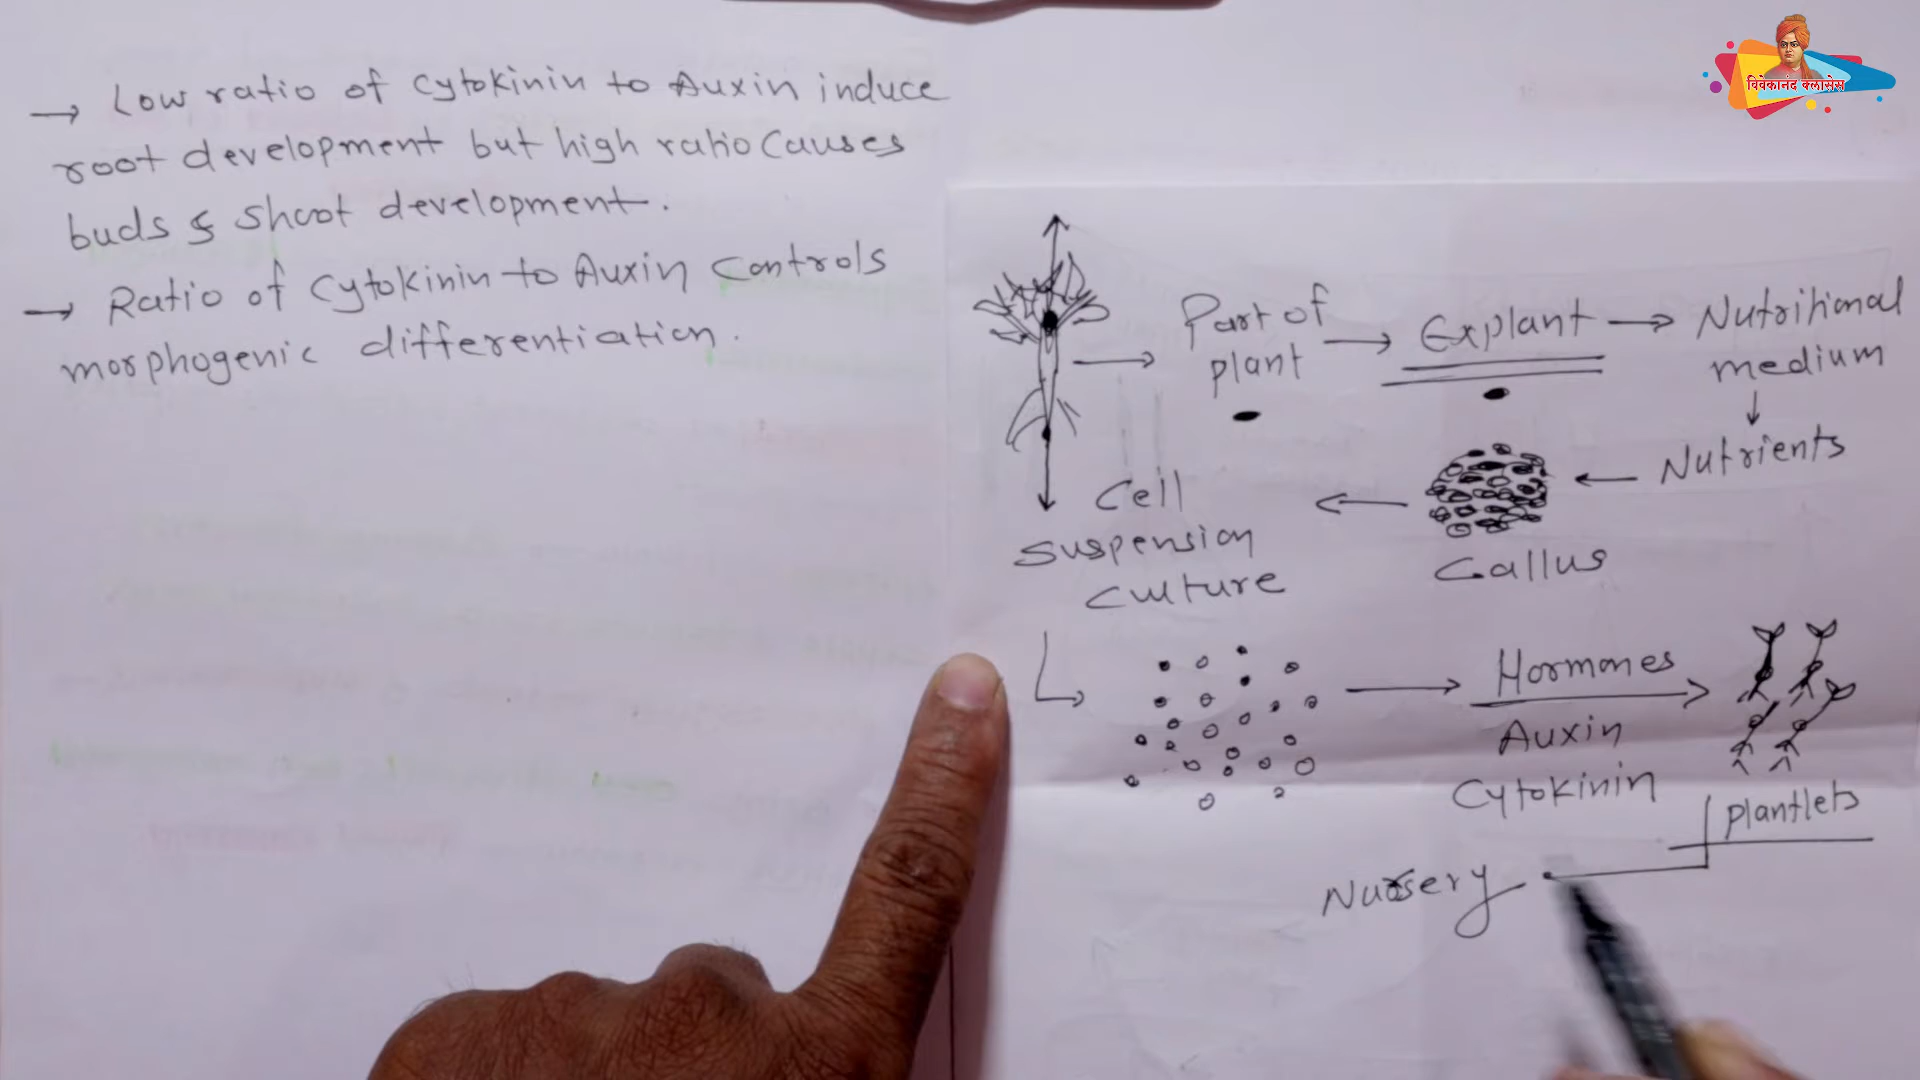 → Low ratio of Cytokinin to Auxin induce
root development but high ratio Causes
buds & Shoot development.
→ Ratio of Cytokinin to Auxin Controls
morphogenic differentiation.
विवेकानंद क्लासेस
Part of
plant
Explant
Nutritional
medium
Nutrients
Callus
Cell
Suspension
Culture
Hormones
Auxin
Cytokinin
Plantlets
Nursery